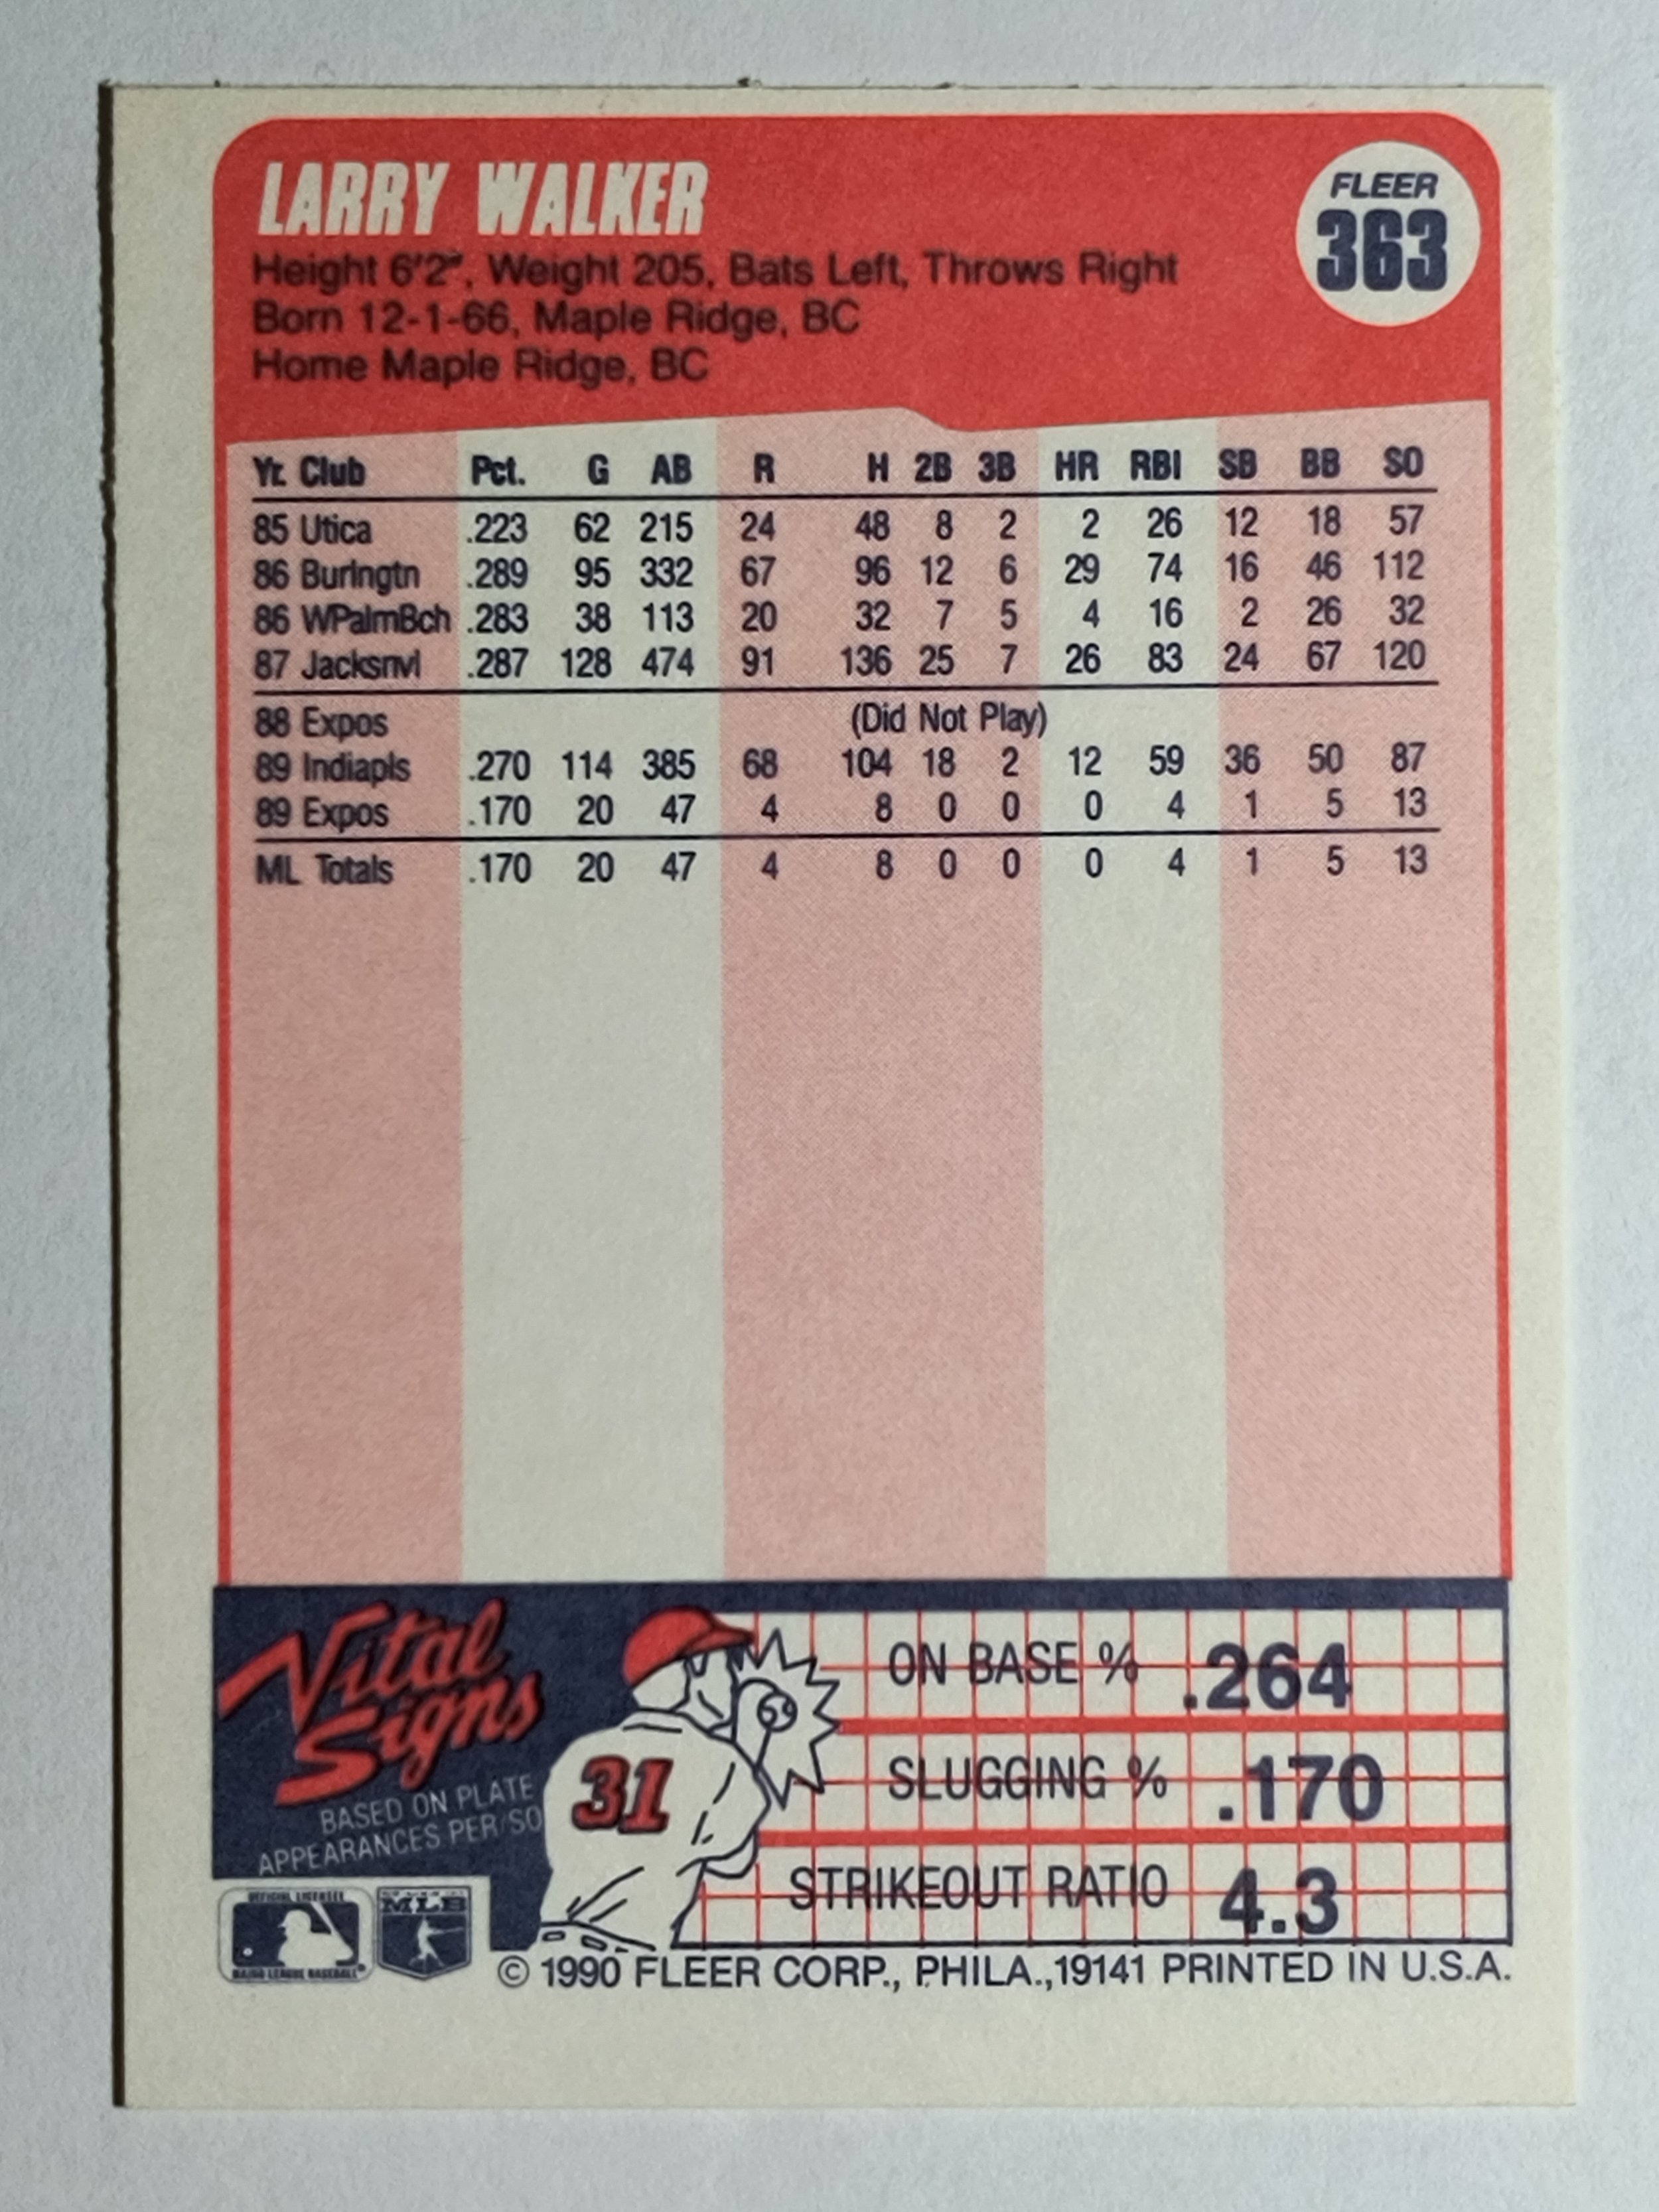 LARRY WALKER
FLEER
363
Height 6'2", Weight 205, Bats Left, Throws Right
Born 12-1-66, Maple Ridge, BC
Home Maple Ridge, BC
Yr. Club Pct. G AB R H 2B 3B HR RBI SB BB SO
85 Utica .223 62 215 24 48 8 2 2 26 12 18 57
86 Burlngtn .289 95 332 67 96 12 6 29 74 16 46 112
86 WPalmBch .283 38 113 20 32 7 5 4 16 2 26 32
87 Jacksnvl .287 128 474 91 136 25 7 26 83 24 67 120
88 Expos (Did Not Play)
89 Indiapls .270 114 385 68 104 18 2 12 59 36 50 87
89 Expos .170 20 47 4 8 0 0 0 4 1 5 13
ML Totals .170 20 47 4 8 0 0 0 4 1 5 13
Vital
Signs
BASED ON PLATE
APPEARANCES PER/SO
31
ON BASE % .264
SLUGGING % .170
STRIKEOUT RATIO 4.3
OFFICIAL LICENSEE
MAJOR LEAGUE BASEBALL®
MLB
© 1990 FLEER CORP., PHILA.,19141 PRINTED IN U.S.A.